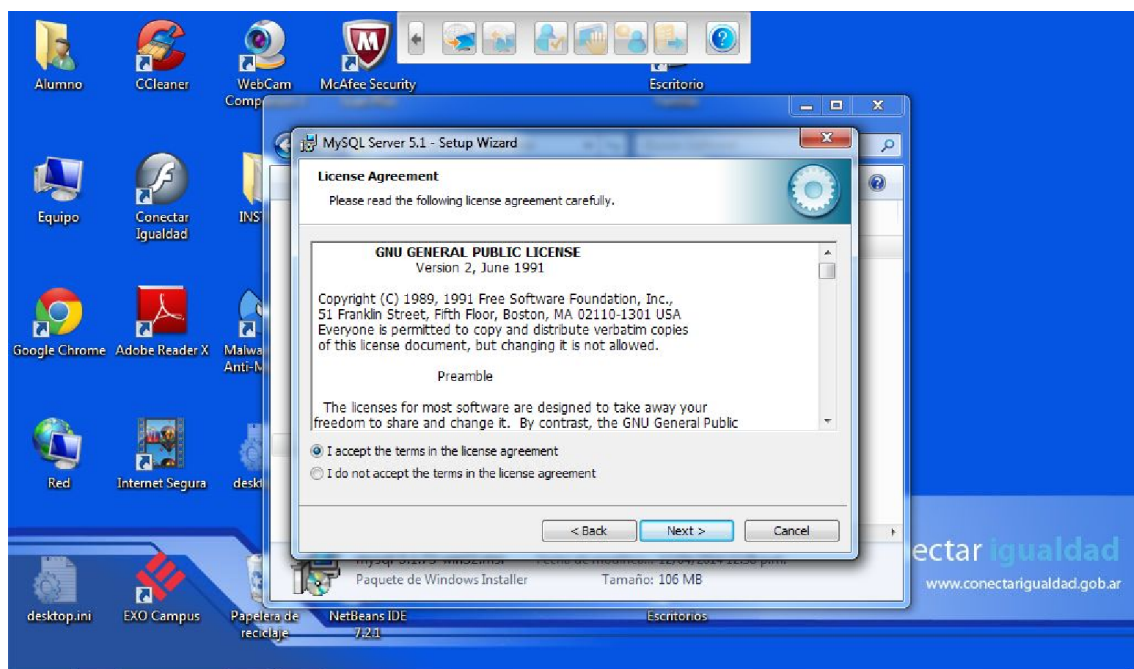 Alumno
CCleaner
WebCam
McAfee Security
Escritorio
MySQL Server 5.1 - Setup Wizard
License Agreement
Please read the following license agreement carefully.
Equipo
Conectar
Igualdad
GNU GENERAL PUBLIC LICENSE
Version 2, June 1991
Copyright (C) 1989, 1991 Free Software Foundation, Inc.,
51 Franklin Street, Fifth Floor, Boston, MA 02110-1301 USA
Everyone is permitted to copy and distribute verbatim copies
of this license document, but changing it is not allowed.
Preamble
The licenses for most software are designed to take away your
freedom to share and change it. By contrast, the GNU General Public
Google Chrome
Adobe Reader X
I accept the terms in the license agreement
I do not accept the terms in the license agreement
Red
Internet Segura
< Back
Next >
Cancel
ectar igualdad
www.conectarigualdad.gob.ar
Paquete de Windows Installer
Tamaño: 106 MB
desktop.ini
EXO Campus
Papelera de
reciclaje
NetBeans IDE
7.2.1
Escritorios